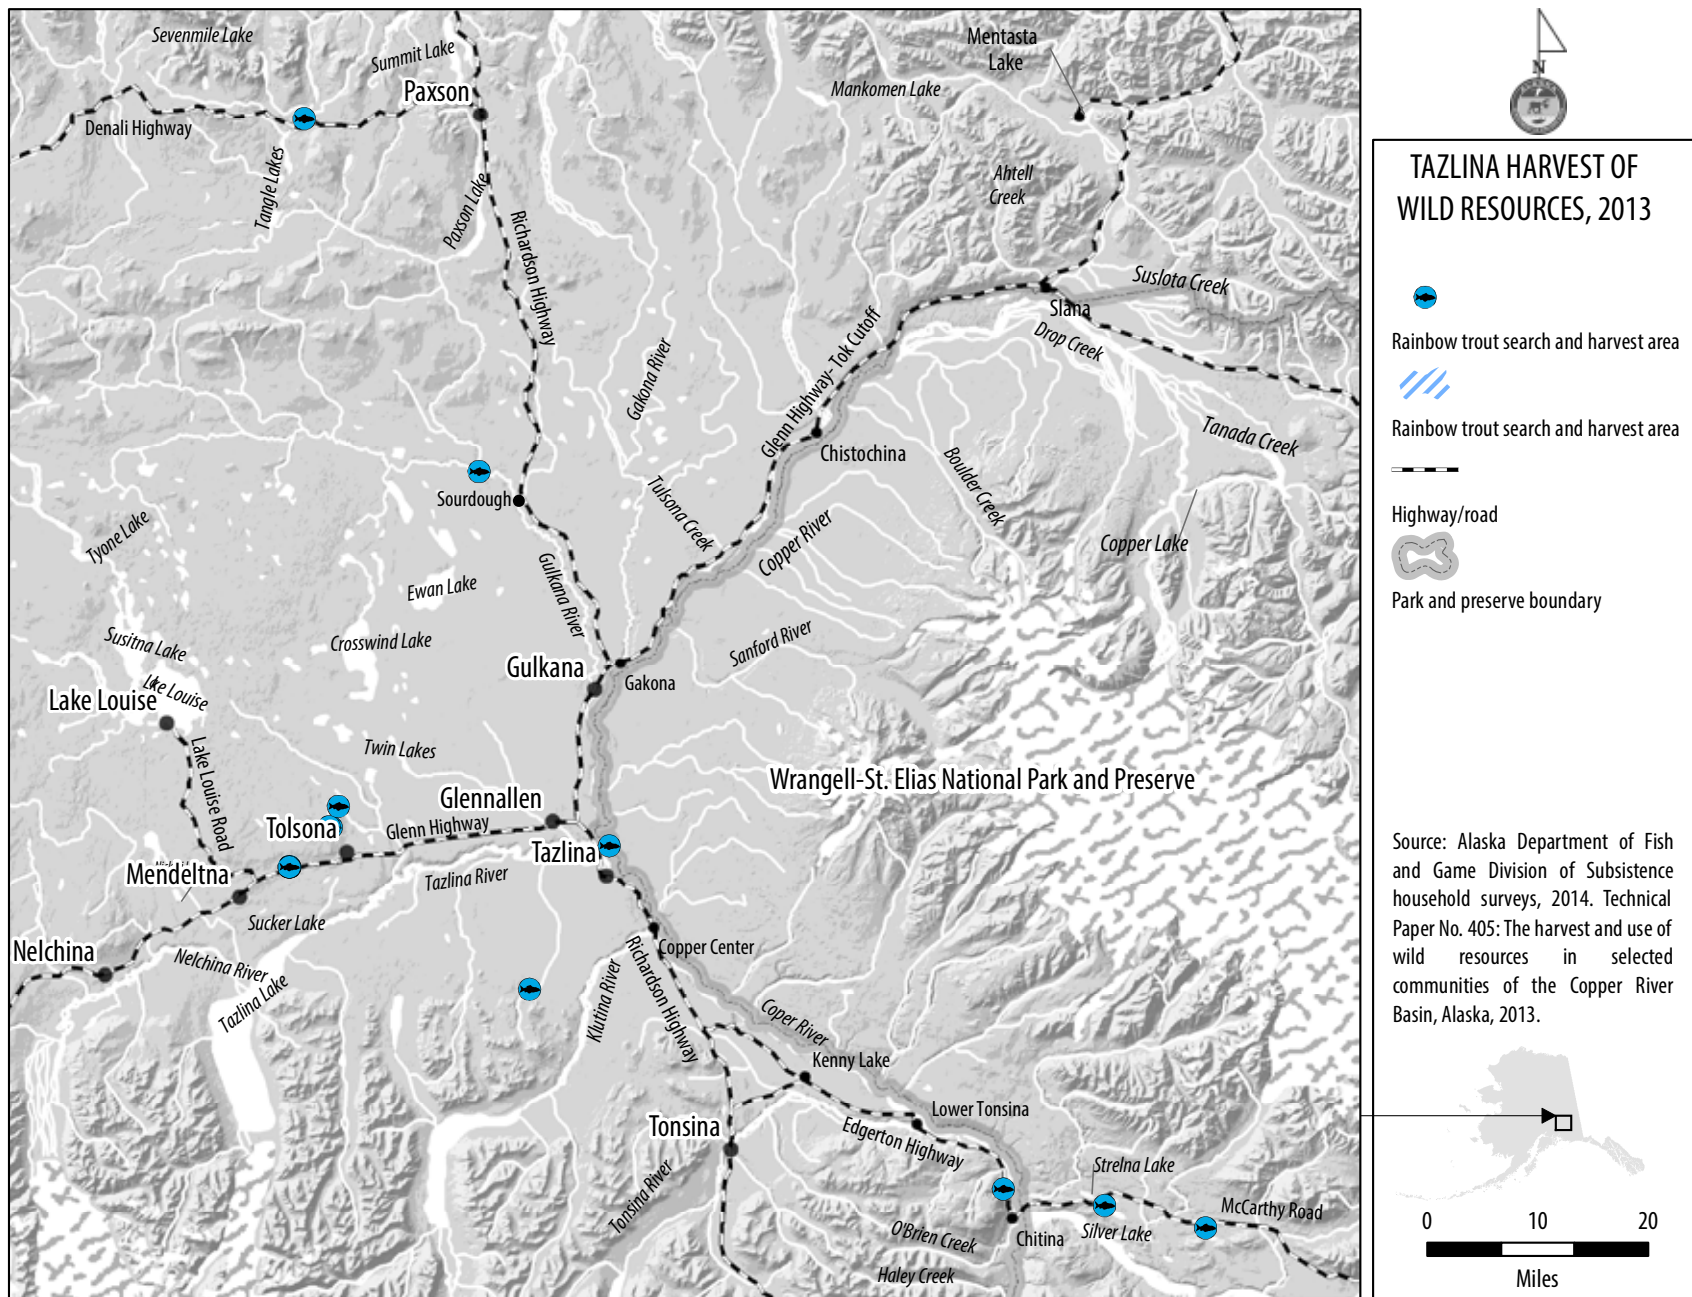 Sevenmile Lake
Summit Lake
Mentasta
Lake
Mankomen Lake
Paxson
Denali Highway
Tangle Lakes
Paxson Lake
Ahtell
Creek
Richardson Highway
Suslota Creek
Slana
Drop Creek
Gakona River
Glenn Highway- Tok Cutoff
Tanada Creek
Chistochina
Boulder Creek
Sourdough
Tulsona Creek
Copper River
Copper Lake
Tyone Lake
Gulkana River
Ewan Lake
Susitna Lake
Crosswind Lake
Sanford River
Gulkana
Gakona
Lake Louise
Lake Louise
Lake Louise Road
Twin Lakes
Wrangell-St. Elias National Park and Preserve
Glennallen
Tolsona
Glenn Highway
Tazlina
Mendeltna
Tazlina River
Sucker Lake
Nelchina
Nelchina River
Tazlina Lake
Copper Center
Klutina River
Richardson Highway
Coper River
Kenny Lake
Lower Tonsina
Tonsina
Edgerton Highway
Strelna Lake
Tonsina River
McCarthy Road
O'Brien Creek
Chitina
Silver Lake
Haley Creek
N
TAZLINA HARVEST OF
WILD RESOURCES, 2013
Rainbow trout search and harvest area
Rainbow trout search and harvest area
Highway/road
Park and preserve boundary
Source: Alaska Department of Fish
and Game Division of Subsistence
household surveys, 2014. Technical
Paper No. 405: The harvest and use of
wild resources in selected
communities of the Copper River
Basin, Alaska, 2013.
0 10 20
Miles